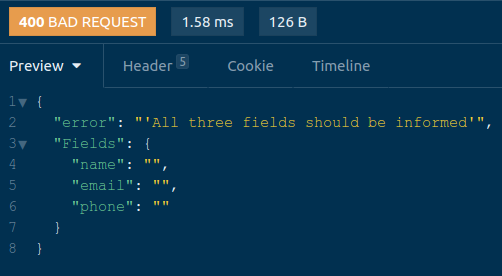 400 BAD REQUEST 1.58 ms 126 B
Preview ▼ Header 5 Cookie Timeline
1▼ {
2 "error": "'All three fields should be informed'",
3▼ "Fields": {
4 "name": "",
5 "email": "",
6 "phone": ""
7 }
8 }